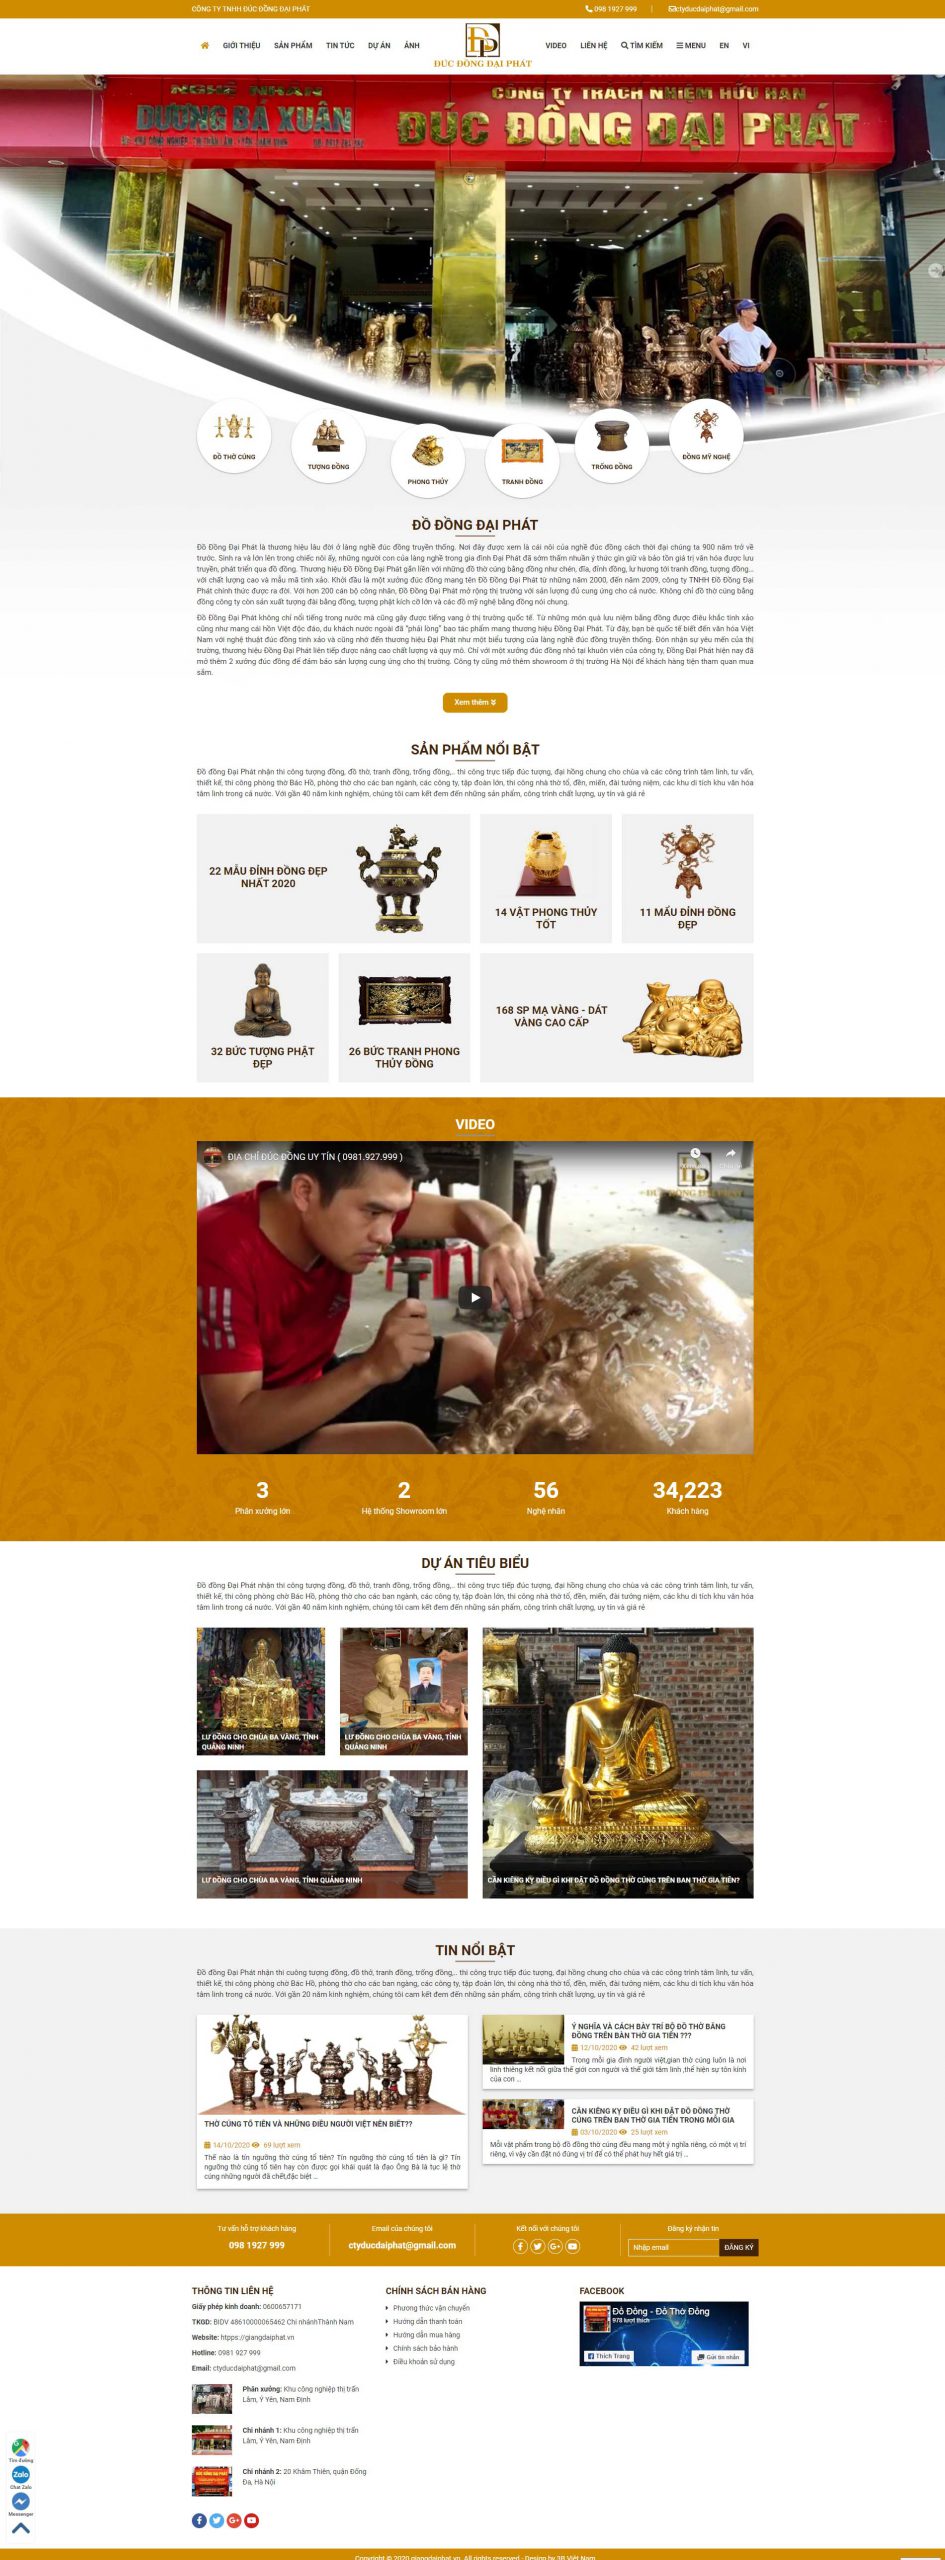 CÔNG TY TNHH ĐÚC ĐỒNG ĐẠI PHÁT
098 1927 999 | ctyducdaiphat@gmail.com
GIỚI THIỆU SẢN PHẨM TIN TỨC DỰ ÁN ẢNH
ĐÚC ĐỒNG ĐẠI PHÁT
VIDEO LIÊN HỆ TÌM KIẾM MENU EN VI
NGHỆ NHÂN
DƯƠNG BÁ XUÂN
CÔNG TY TRÁCH NHIỆM HỮU HẠN
ĐÚC ĐỒNG ĐẠI PHÁT
ĐỒ THỜ CÚNG
TƯỢNG ĐỒNG
PHONG THỦY
TRANH ĐỒNG
TRỐNG ĐỒNG
ĐỒNG MỸ NGHỆ
ĐỒ ĐỒNG ĐẠI PHÁT
Đồ Đồng Đại Phát là thương hiệu lâu đời ở làng nghề đúc đồng truyền thống. Nơi đây được xem là cái nôi của nghề đúc đồng cách thời đại chúng ta 900 năm trở về
trước. Sinh ra và lớn lên trong chiếc nôi ấy, những người con của làng nghề trong gia đình Đại Phát đã sớm thấm nhuần ý thức gìn giữ và bảo tồn giá trị văn hóa được lưu
truyền, phát triển qua đồ đồng. Thương hiệu Đồ Đồng Đại Phát gắn liền với những đồ thờ cúng bằng đồng như chén, đĩa, đỉnh đồng, lư hương tới tranh đồng, tượng đồng...
với chất lượng cao và mẫu mã tinh xảo. Khởi đầu là một xưởng đúc đồng mang tên Đồ Đồng Đại Phát từ những năm 2000, đến năm 2009, công ty TNHH Đồ Đồng Đại
Phát chính thức được ra đời. Với hơn 200 cán bộ công nhân, Đồ Đồng Đại Phát mở rộng thị trường với sản lượng đủ cung ứng cho cả nước. Không chỉ đồ thờ cúng bằng
đồng công ty còn sản xuất tượng đài bằng đồng, tượng phật kích cỡ lớn và các đồ mỹ nghệ bằng đồng nói chung.
Đồ Đồng Đại Phát không chỉ nổi tiếng trong nước mà cũng gây được tiếng vang ở thị trường quốc tế. Từ những món quà lưu niệm bằng đồng được điêu khắc tinh xảo
cũng như mang cái hồn Việt độc đáo, du khách nước ngoài đã "phải lòng" bao tác phẩm mang thương hiệu Đồng Đại Phát. Từ đây, bạn bè quốc tế biết đến văn hóa Việt
Nam với nghệ thuật đúc đồng tinh xảo và cũng nhớ đến thương hiệu Đại Phát như một biểu tượng của làng nghề đúc đồng truyền thống. Đón nhận sự yêu mến của thị
trường, thương hiệu Đồng Đại Phát liên tiếp được nâng cao chất lượng và quy mô. Chỉ với một xưởng đúc đồng nhỏ tại khuôn viên của công ty, Đồng Đại Phát hiện nay đã
mở thêm 2 xưởng đúc đồng để đảm bảo sản lượng cung ứng cho thị trường. Công ty cũng mở thêm showroom ở thị trường Hà Nội để khách hàng tiện tham quan mua
sắm.
Xem thêm
SẢN PHẨM NỔI BẬT
Đồ đồng Đại Phát nhận thi công tượng đồng, đồ thờ, tranh đồng, trống đồng,.. thi công trực tiếp đúc tượng, đại hồng chung cho chùa và các công trình tâm linh, tư vấn,
thiết kế, thi công phòng thờ Bác Hồ, phòng thờ cho các ban ngành, các công ty, tập đoàn lớn, thi công nhà thờ tổ, đền, miến, đài tưởng niệm, các khu di tích khu văn hóa
tâm linh trong cả nước. Với gần 40 năm kinh nghiệm, chúng tôi cam kết đem đến những sản phẩm, công trình chất lượng, uy tín và giá rẻ
22 MẪU ĐỈNH ĐỒNG ĐẸP
NHẤT 2020
14 VẬT PHONG THỦY
TỐT
11 MẪU ĐỈNH ĐỒNG
ĐẸP
32 BỨC TƯỢNG PHẬT
ĐẸP
26 BỨC TRANH PHONG
THỦY ĐỒNG
168 SP MẠ VÀNG - DÁT
VÀNG CAO CẤP
VIDEO
ĐỊA CHỈ ĐÚC ĐỒNG UY TÍN ( 0981.927.999 )
ĐÚC ĐỒNG ĐẠI PHÁT
3
Phân xưởng lớn
2
Hệ thống Showroom lớn
56
Nghệ nhân
34,223
Khách hàng
DỰ ÁN TIÊU BIỂU
Đồ đồng Đại Phát nhận thi công tượng đồng, đồ thờ, tranh đồng, trống đồng,.. thi công trực tiếp đúc tượng, đại hồng chung cho chùa và các công trình tâm linh, tư vấn,
thiết kế, thi công phòng chờ Bác Hồ, phòng thờ cho các ban ngành, các công ty, tập đoàn lớn, thi công nhà thờ tổ, đền, miến, đài tưởng niệm, các khu di tích khu văn hóa
tâm linh trong cả nước. Với gần 40 năm kinh nghiệm, chúng tôi cam kết đem đến những sản phẩm, công trình chất lượng, uy tín và giá rẻ
LƯ ĐỒNG CHO CHÙA BA VÀNG, TỈNH
QUẢNG NINH
LƯ ĐỒNG CHO CHÙA BA VÀNG, TỈNH
QUẢNG NINH
LƯ ĐỒNG CHO CHÙA BA VÀNG, TỈNH QUẢNG NINH
CẦN KIÊNG KỴ ĐIỀU GÌ KHI ĐẶT ĐỒ ĐỒNG THỜ CÚNG TRÊN BAN THỜ GIA TIÊN?
TIN NỔI BẬT
Đồ đồng Đại Phát nhận thi cuông tượng đồng, đồ thờ, tranh đồng, trống đồng,.. thi công trực tiếp đúc tượng, đại hồng chung cho chùa và các công trình tâm linh, tư vấn,
thiết kế, thi công phòng chờ Bác Hồ, phòng thờ cho các ban ngàng, các công ty, tập đoàn lớn, thi công nhà thờ tổ, đền, miến, đài tưởng niệm, các khu di tích khu văn hóa
tâm linh trong cả nước. Với gần 20 năm kinh nghiệm, chúng tôi cam kết đem đến những sản phẩm, công trình chất lượng, uy tín và giá rẻ
THỜ CÚNG TỔ TIÊN VÀ NHỮNG ĐIỀU NGƯỜI VIỆT NÊN BIẾT??
14/10/2020 69 lượt xem
Thế nào là tín ngưỡng thờ cúng tổ tiên? Tín ngưỡng thờ cúng tổ tiên là gì? Tín
ngưỡng thờ cúng tổ tiên hay còn được gọi khái quát là đạo Ông Bà là tục lệ thờ
cúng những người đã chết,đặc biệt ...
Ý NGHĨA VÀ CÁCH BÀY TRÍ BỘ ĐỒ THỜ BẰNG
ĐỒNG TRÊN BÀN THỜ GIA TIÊN ???
12/10/2020 42 lượt xem
Trong mỗi gia đình người việt,gian thờ cúng luôn là nơi
linh thiêng kết nối giữa thế giới con người và thế giới tâm linh ,thể hiện sự tôn kính
của con ...
CẦN KIÊNG KỴ ĐIỀU GÌ KHI ĐẶT ĐỒ ĐỒNG THỜ
CÚNG TRÊN BAN THỜ GIA TIÊN TRONG MỖI GIA
03/10/2020 25 lượt xem
Mỗi vật phẩm trong bộ đồ đồng thờ cúng đều mang một ý nghĩa riêng, có một vị trí
riêng, vì vậy cần đặt nó đúng vị trí để có thể phát huy hết giá trị ...
Tư vấn hỗ trợ khách hàng
098 1927 999
Email của chúng tôi
ctyducdaiphat@gmail.com
Kết nối với chúng tôi
Đăng ký nhận tin
Nhập email ĐĂNG KÝ
THÔNG TIN LIÊN HỆ
Giấy phép kinh doanh: 0600657171
TKGD: BIDV 48610000065462 Chi nhánhThành Nam
Website: htpps://giangdaiphat.vn
Hotline: 0981 927 999
Email: ctyducdaiphat@gmail.com
Phân xưởng: Khu công nghiệp thị trấn
Lâm, Ý Yên, Nam Định
Chi nhánh 1: Khu công nghiệp thị trấn
Lâm, Ý Yên, Nam Định
Chi nhánh 2: 20 Khâm Thiên, quận Đống
Đa, Hà Nội
CHÍNH SÁCH BÁN HÀNG
Phương thức vận chuyển
Hướng dẫn thanh toán
Hướng dẫn mua hàng
Chính sách bảo hành
Điều khoản sử dụng
FACEBOOK
Đồ Đồng - Đồ Thờ Đồng
978 lượt thích
Thích Trang
Gửi tin nhắn
Tìm đường
Zalo
Chat Zalo
Messenger
Copyright © 2020 giangdaiphat.vn. All rights reserved - Design by 3B Việt Nam